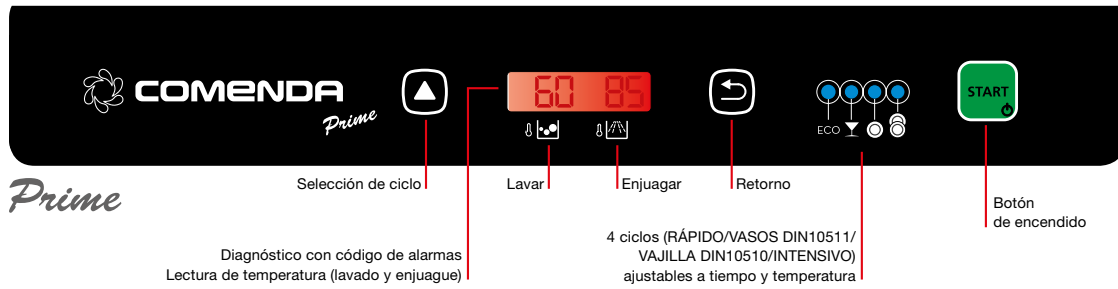 COMENDA
Prime
60 85
ECO
START
Prime
Selección de ciclo
Lavar
Enjuagar
Retorno
Botón
de encendido
Diagnóstico con código de alarmas
Lectura de temperatura (lavado y enjuague)
4 ciclos (RÁPIDO/VASOS DIN10511/
VAJILLA DIN10510/INTENSIVO)
ajustables a tiempo y temperatura